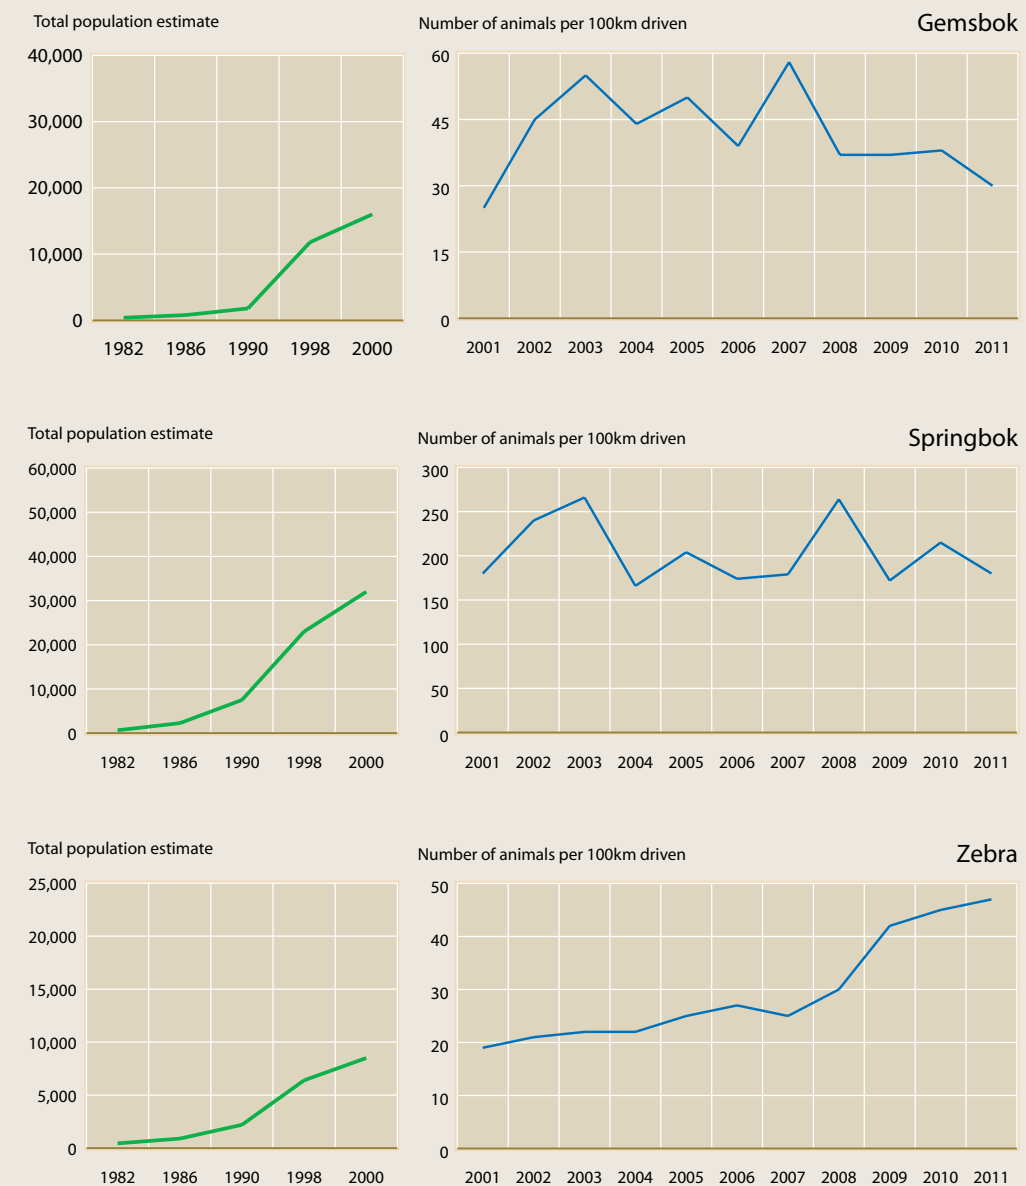 Total population estimate
Number of animals per 100km driven
Gemsbok
40,000
30,000
20,000
10,000
0
1982 1986 1990 1998 2000
60
45
30
15
0
2001 2002 2003 2004 2005 2006 2007 2008 2009 2010 2011
Total population estimate
Number of animals per 100km driven
Springbok
60,000
50,000
40,000
30,000
20,000
10,000
0
1982 1986 1990 1998 2000
300
250
200
150
100
50
0
2001 2002 2003 2004 2005 2006 2007 2008 2009 2010 2011
Total population estimate
Number of animals per 100km driven
Zebra
25,000
20,000
15,000
10,000
5,000
0
1982 1986 1990 1998 2000
50
40
30
20
10
0
2001 2002 2003 2004 2005 2006 2007 2008 2009 2010 2011